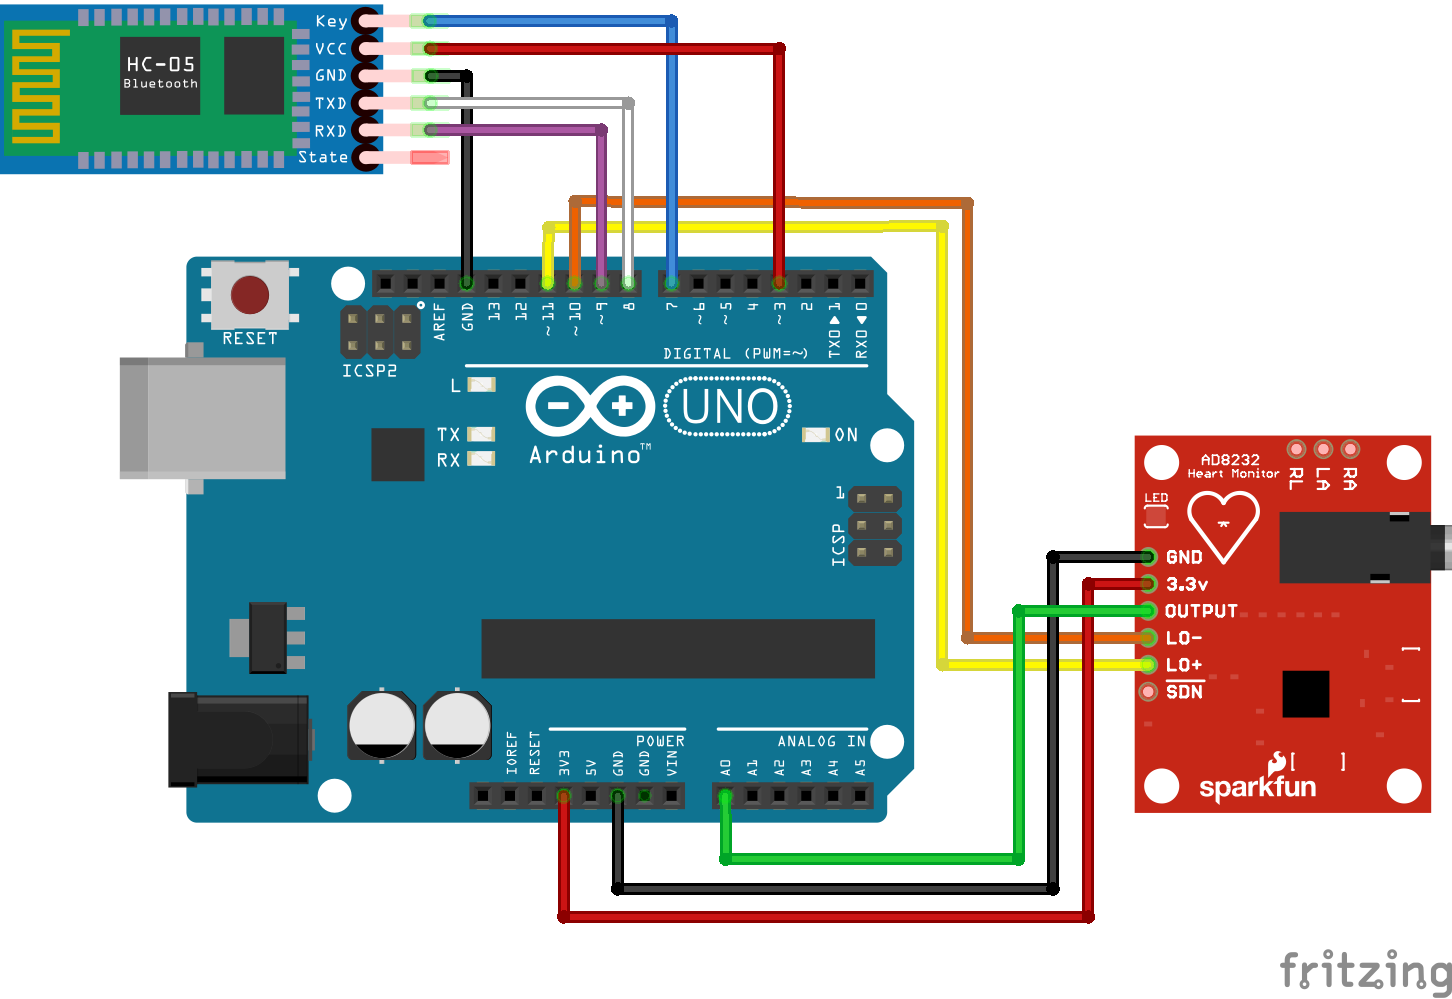 Key
VCC
HC-05
Bluetooth
GND
TXD
RXD
State
RESET
ICSP2
AREF
GND
13
12
~11
~10
~9
8
7
~6
~5
4
~3
2
TX0▶1
RX0◀0
DIGITAL (PWM=~)
L
TX
RX
Arduino™
UNO
ON
1
ICSP
IOREF
RESET
3V3
5V
GND
GND
VIN
POWER
A0
A1
A2
A3
A4
A5
ANALOG IN
AD8232
Heart Monitor
RL
LA
RA
LED
GND
3.3v
OUTPUT
LO-
LO+
SDN
sparkfun
fritzing